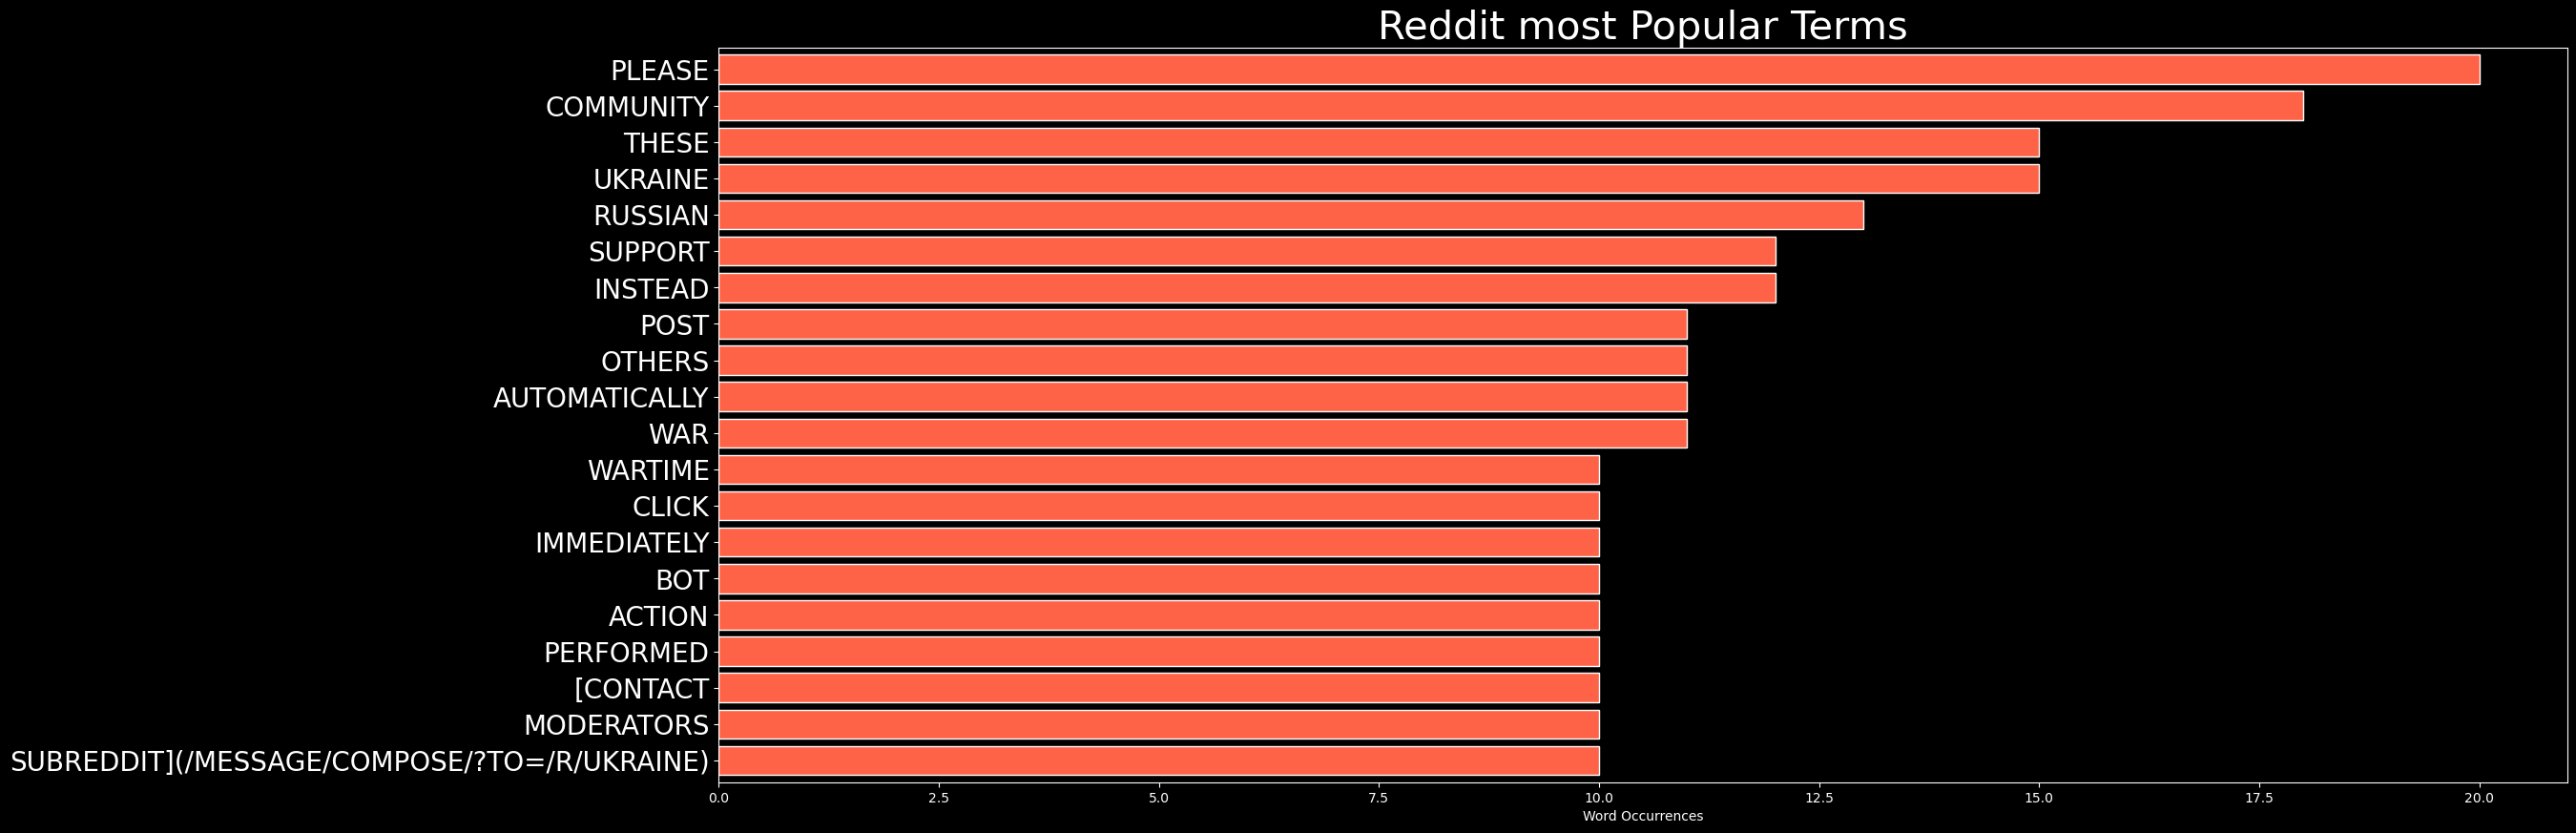 Reddit most Popular Terms
PLEASE
COMMUNITY
THESE
UKRAINE
RUSSIAN
SUPPORT
INSTEAD
POST
OTHERS
AUTOMATICALLY
WAR
WARTIME
CLICK
IMMEDIATELY
BOT
ACTION
PERFORMED
[CONTACT
MODERATORS
SUBREDDIT](/MESSAGE/COMPOSE/?TO=/R/UKRAINE)
0.0 2.5 5.0 7.5 10.0 12.5 15.0 17.5 20.0
Word Occurrences